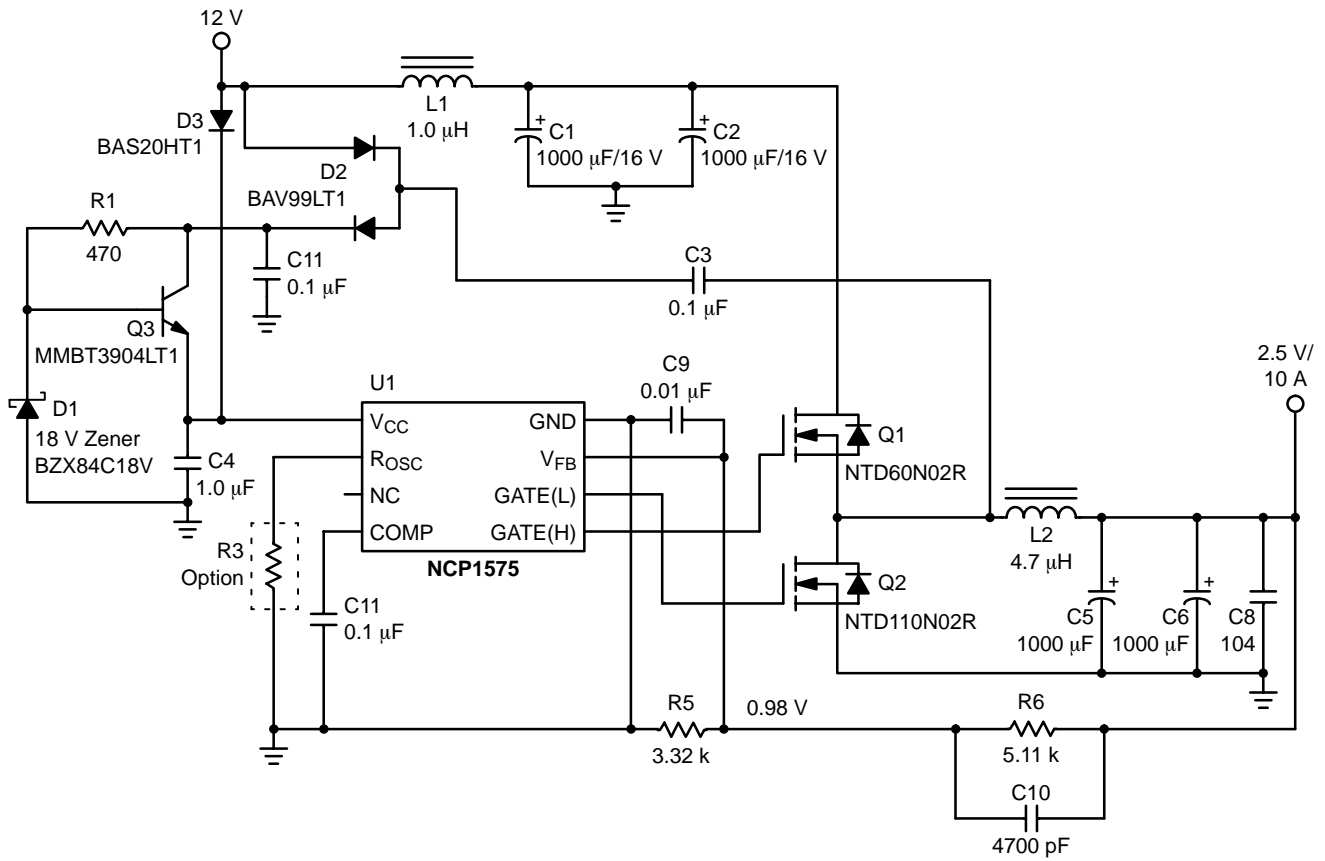 12 V
D3
BAS20HT1
D2
BAV99LT1
L1
1.0 μH
C1
1000 μF/16 V
C2
1000 μF/16 V
R1
470
C11
0.1 μF
C3
0.1 μF
Q3
MMBT3904LT1
D1
18 V Zener
BZX84C18V
C4
1.0 μF
U1
VCC
ROSC
NC
COMP
GND
VFB
GATE(L)
GATE(H)
NCP1575
C9
0.01 μF
Q1
NTD60N02R
Q2
NTD110N02R
2.5 V/
10 A
L2
4.7 μH
C5
1000 μF
C6
1000 μF
C8
104
R3
Option
C11
0.1 μF
R5
3.32 k
0.98 V
R6
5.11 k
C10
4700 pF